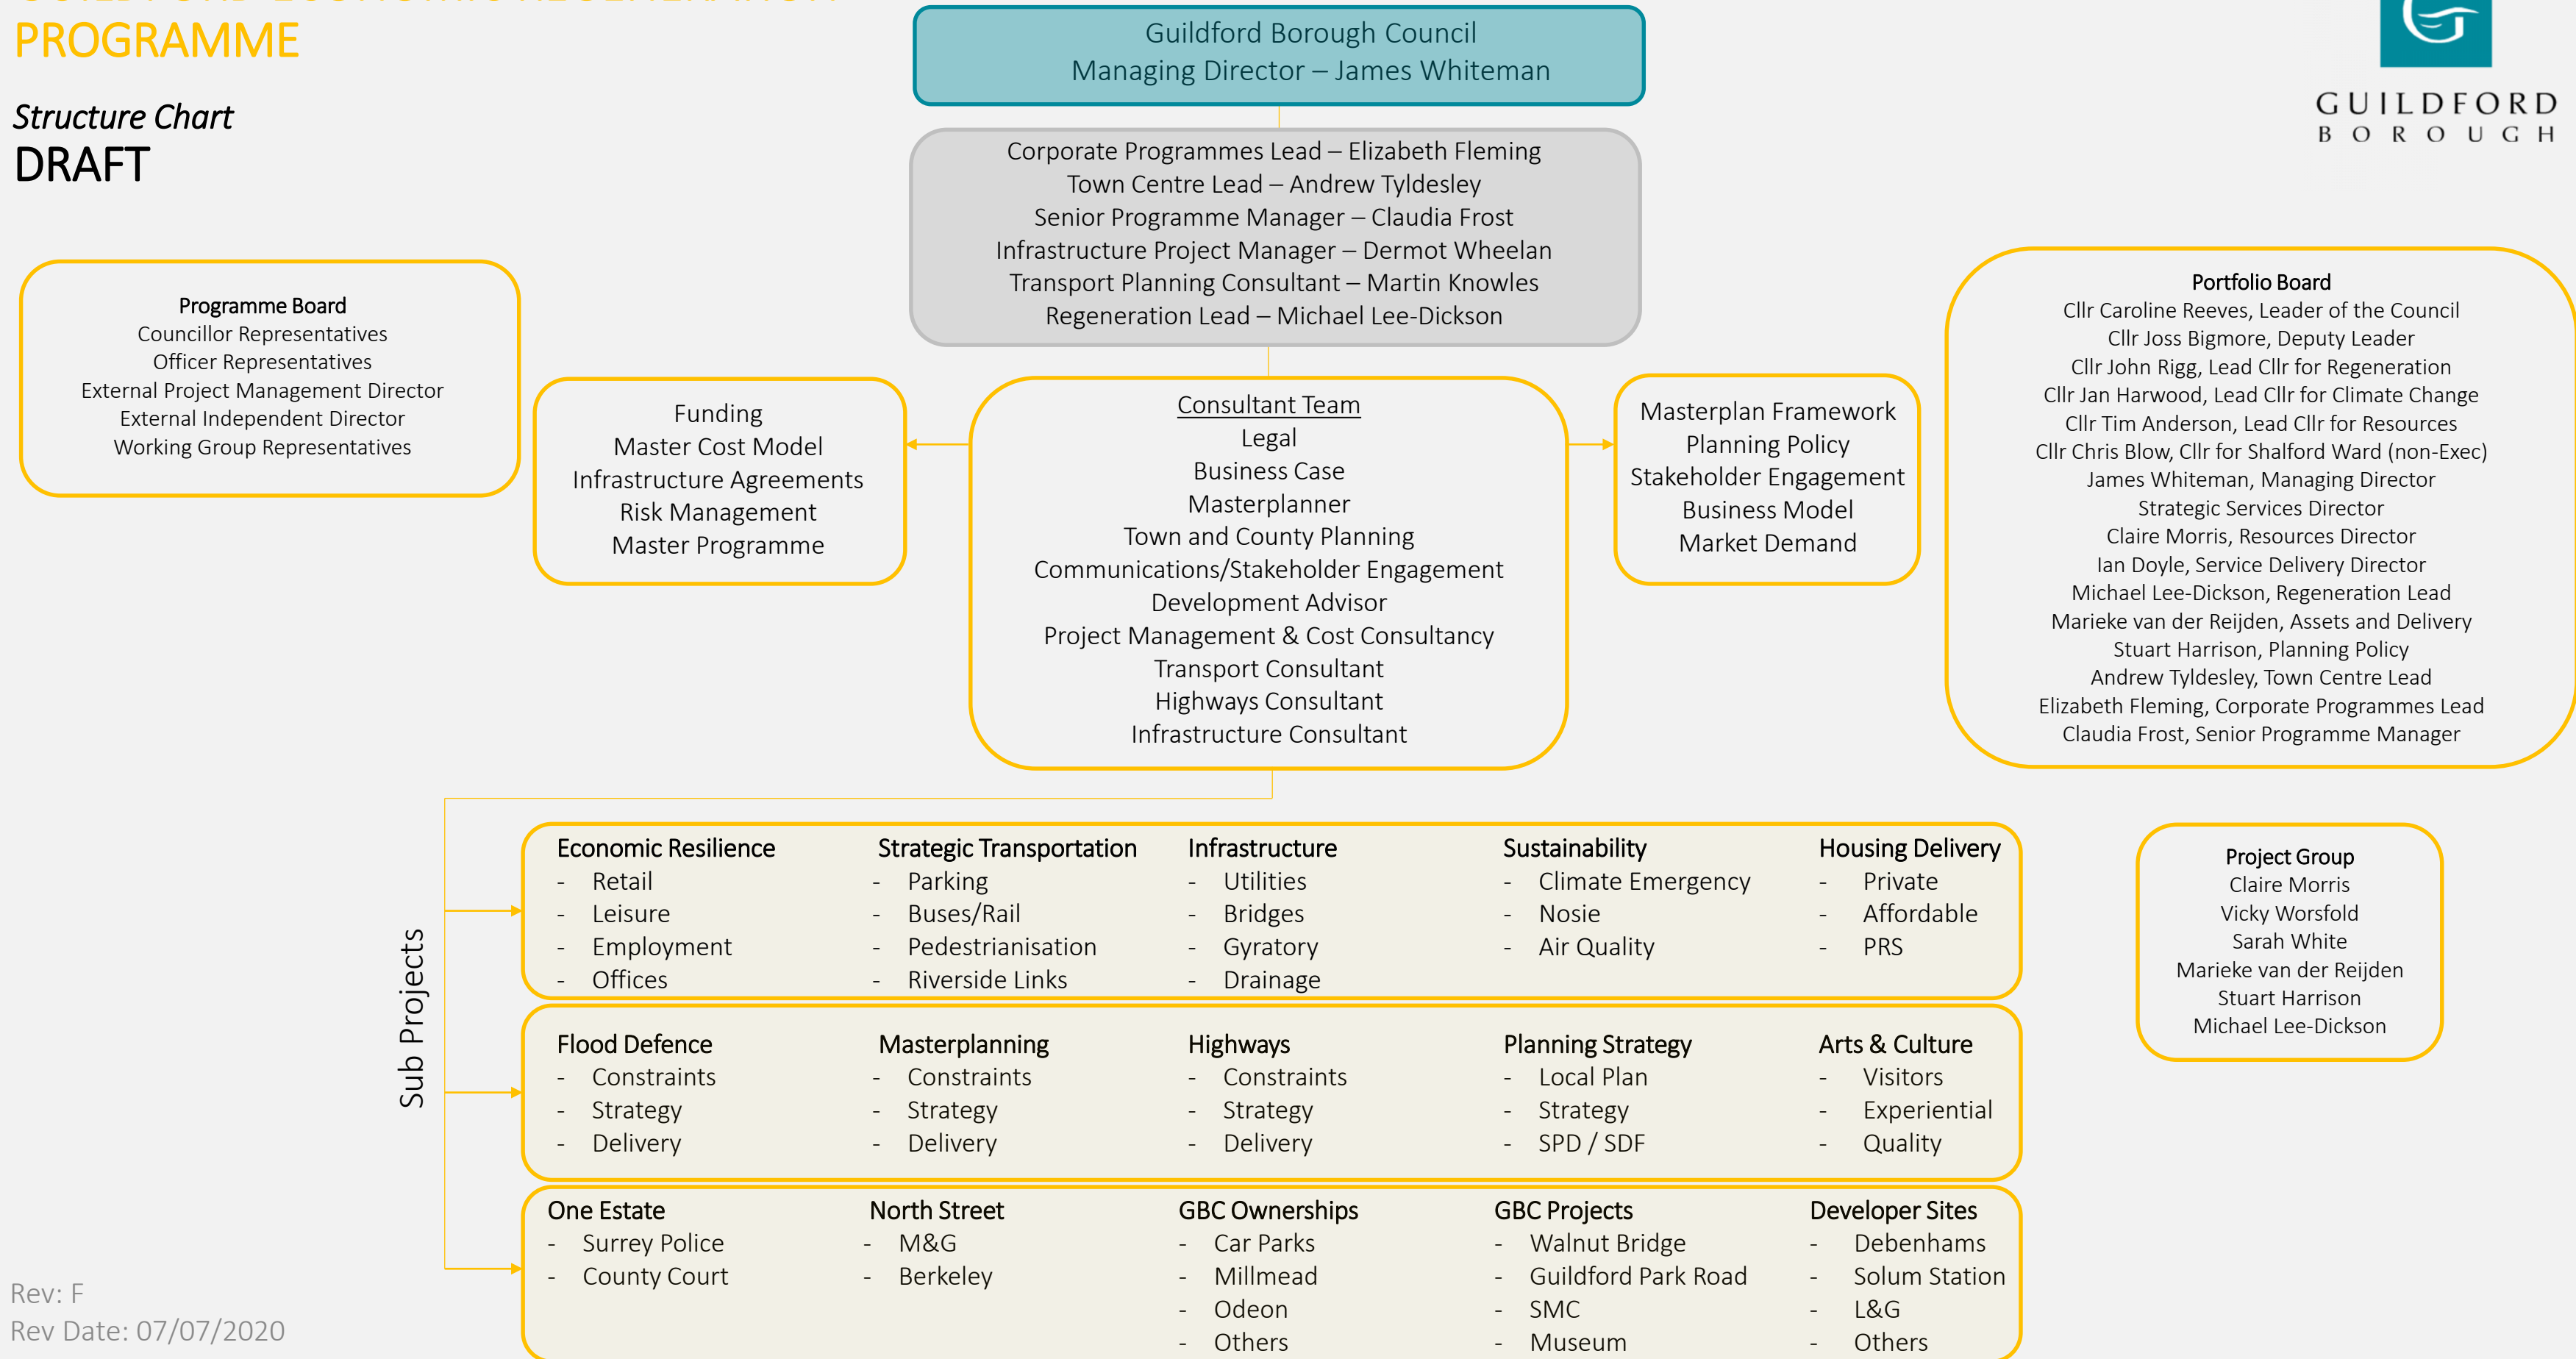 GUILDFORD ECONOMIC REGENERATION
PROGRAMME
Structure Chart
DRAFT
Guildford Borough Council
Managing Director – James Whiteman
GUILDFORD
BOROUGH
Corporate Programmes Lead – Elizabeth Fleming
Town Centre Lead – Andrew Tyldesley
Senior Programme Manager – Claudia Frost
Infrastructure Project Manager – Dermot Wheelan
Transport Planning Consultant – Martin Knowles
Regeneration Lead – Michael Lee-Dickson
Programme Board
Councillor Representatives
Officer Representatives
External Project Management Director
External Independent Director
Working Group Representatives
Funding
Master Cost Model
Infrastructure Agreements
Risk Management
Master Programme
Consultant Team
Legal
Business Case
Masterplanner
Town and County Planning
Communications/Stakeholder Engagement
Development Advisor
Project Management & Cost Consultancy
Transport Consultant
Highways Consultant
Infrastructure Consultant
Masterplan Framework
Planning Policy
Stakeholder Engagement
Business Model
Market Demand
Portfolio Board
Cllr Caroline Reeves, Leader of the Council
Cllr Joss Bigmore, Deputy Leader
Cllr John Rigg, Lead Cllr for Regeneration
Cllr Jan Harwood, Lead Cllr for Climate Change
Cllr Tim Anderson, Lead Cllr for Resources
Cllr Chris Blow, Cllr for Shalford Ward (non-Exec)
James Whiteman, Managing Director
Strategic Services Director
Claire Morris, Resources Director
Ian Doyle, Service Delivery Director
Michael Lee-Dickson, Regeneration Lead
Marieke van der Reijden, Assets and Delivery
Stuart Harrison, Planning Policy
Andrew Tyldesley, Town Centre Lead
Elizabeth Fleming, Corporate Programmes Lead
Claudia Frost, Senior Programme Manager
Sub Projects
Economic Resilience
- Retail
- Leisure
- Employment
- Offices
Strategic Transportation
- Parking
- Buses/Rail
- Pedestrianisation
- Riverside Links
Infrastructure
- Utilities
- Bridges
- Gyratory
- Drainage
Sustainability
- Climate Emergency
- Nosie
- Air Quality
Housing Delivery
- Private
- Affordable
- PRS
Flood Defence
- Constraints
- Strategy
- Delivery
Masterplanning
- Constraints
- Strategy
- Delivery
Highways
- Constraints
- Strategy
- Delivery
Planning Strategy
- Local Plan
- Strategy
- SPD / SDF
Arts & Culture
- Visitors
- Experiential
- Quality
One Estate
- Surrey Police
- County Court
North Street
- M&G
- Berkeley
GBC Ownerships
- Car Parks
- Millmead
- Odeon
- Others
GBC Projects
- Walnut Bridge
- Guildford Park Road
- SMC
- Museum
Developer Sites
- Debenhams
- Solum Station
- L&G
- Others
Project Group
Claire Morris
Vicky Worsfold
Sarah White
Marieke van der Reijden
Stuart Harrison
Michael Lee-Dickson
Rev: F
Rev Date: 07/07/2020